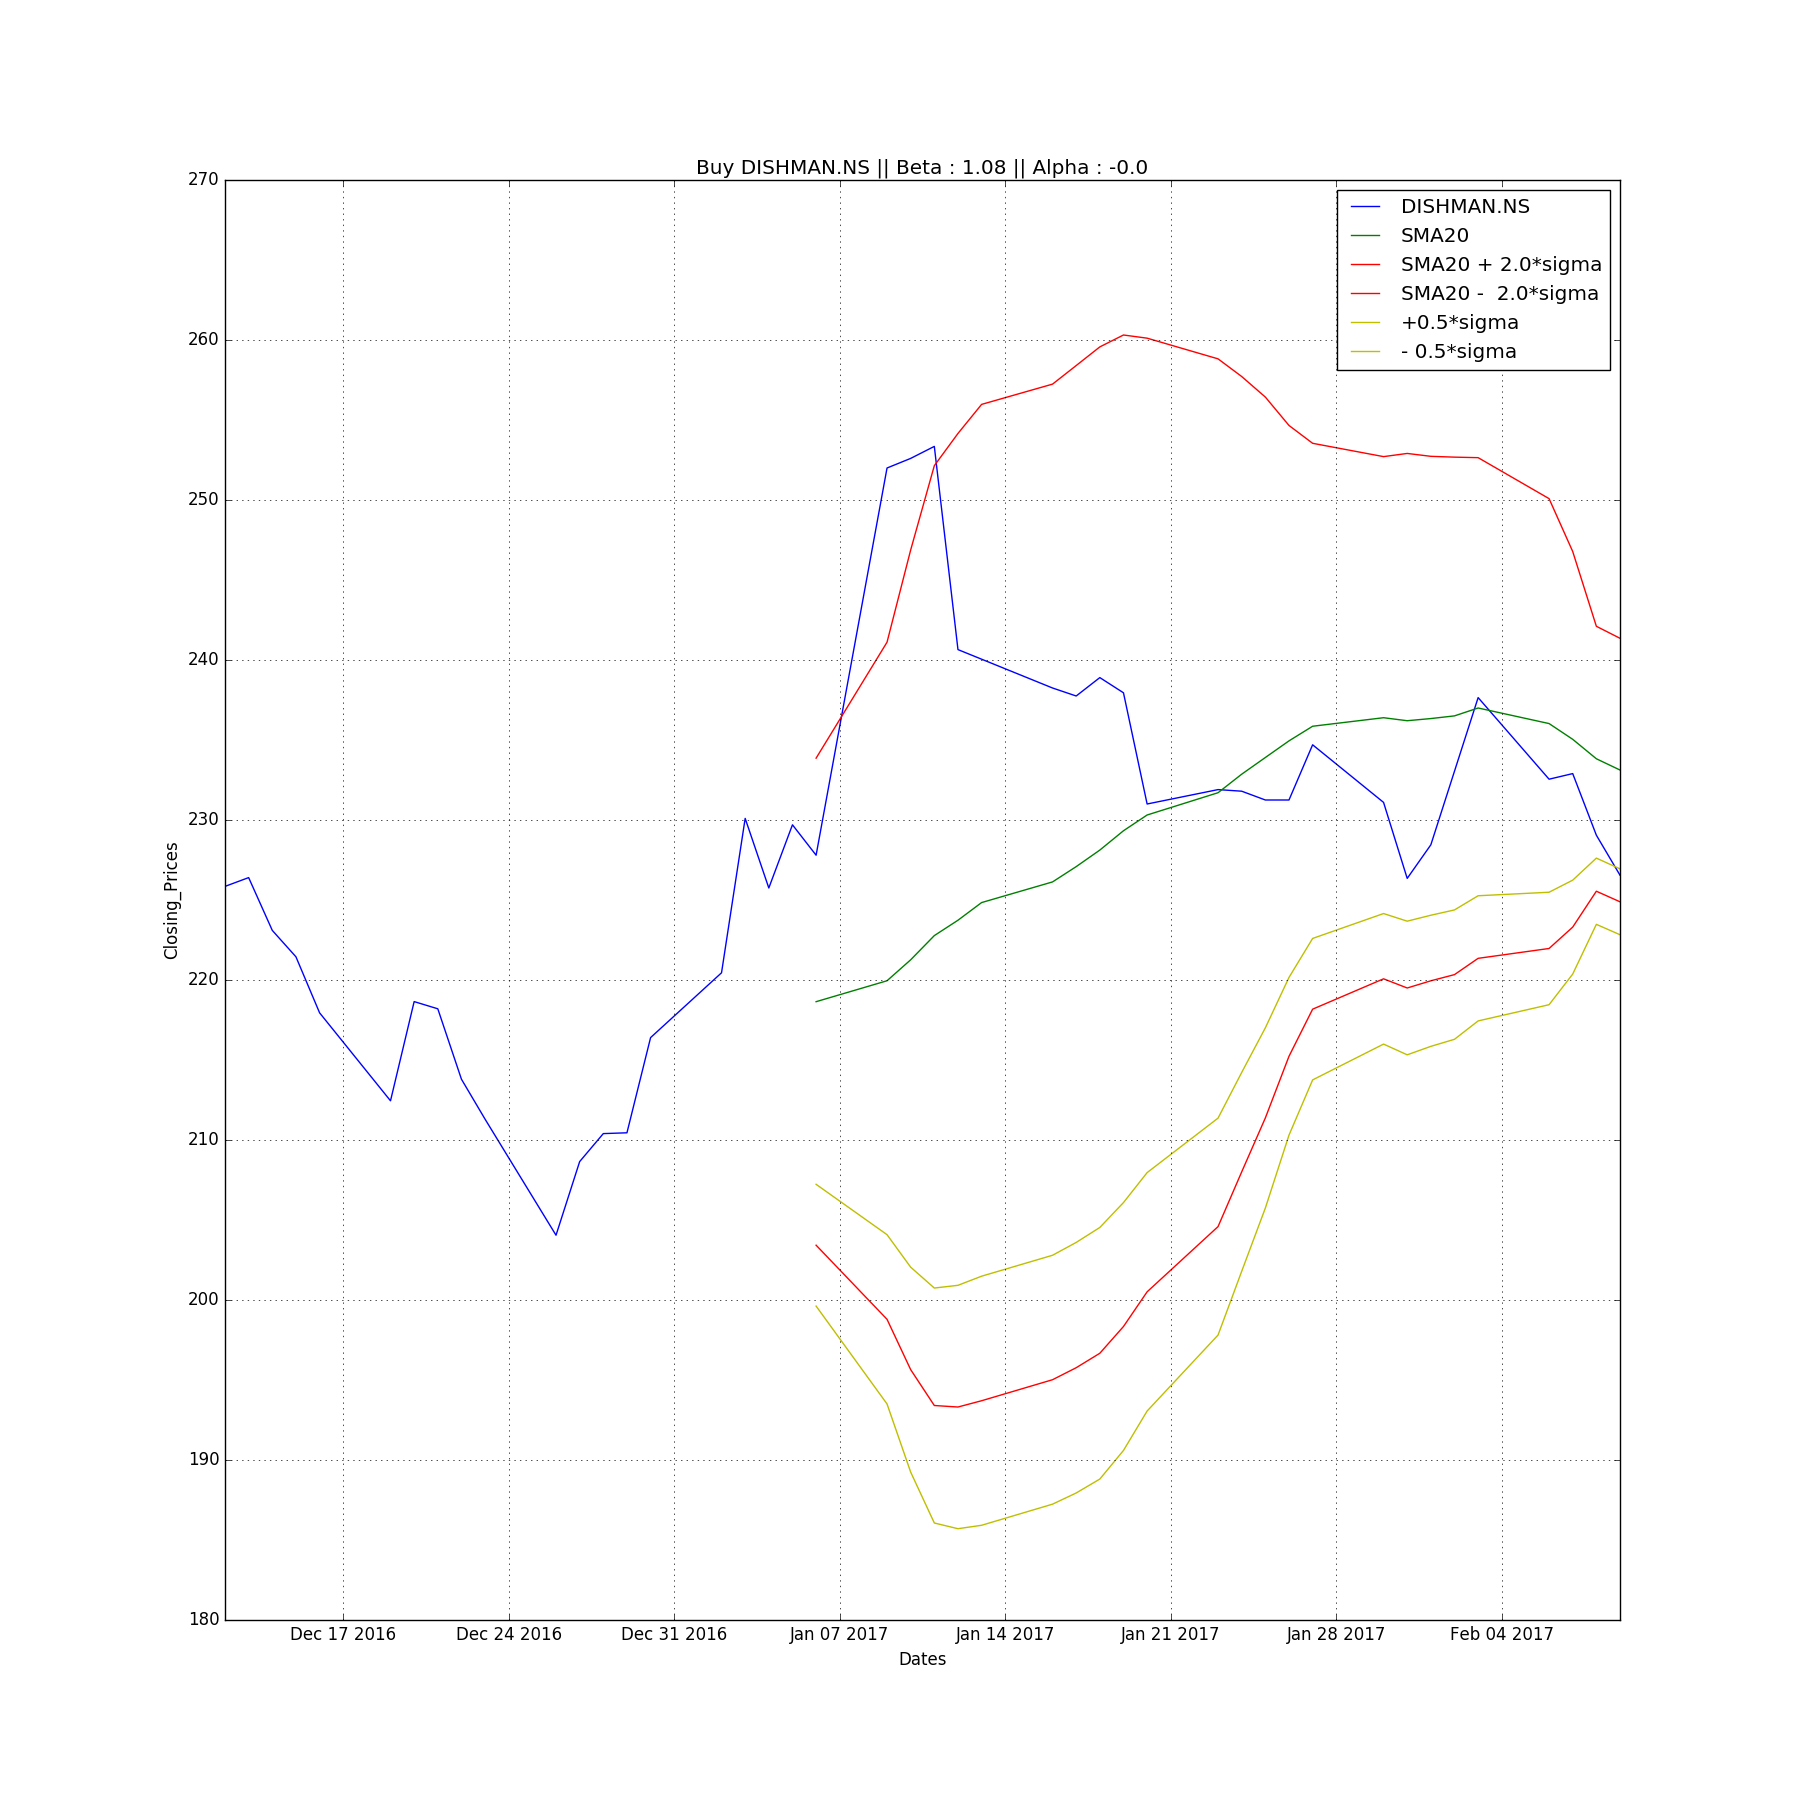 Buy DISHMAN.NS || Beta : 1.08 || Alpha : -0.0
270
260
250
240
230
220
210
200
190
180
Closing_Prices
DISHMAN.NS
SMA20
SMA20 + 2.0*sigma
SMA20 -  2.0*sigma
+0.5*sigma
- 0.5*sigma
Dec 17 2016
Dec 24 2016
Dec 31 2016
Jan 07 2017
Jan 14 2017
Jan 21 2017
Jan 28 2017
Feb 04 2017
Dates